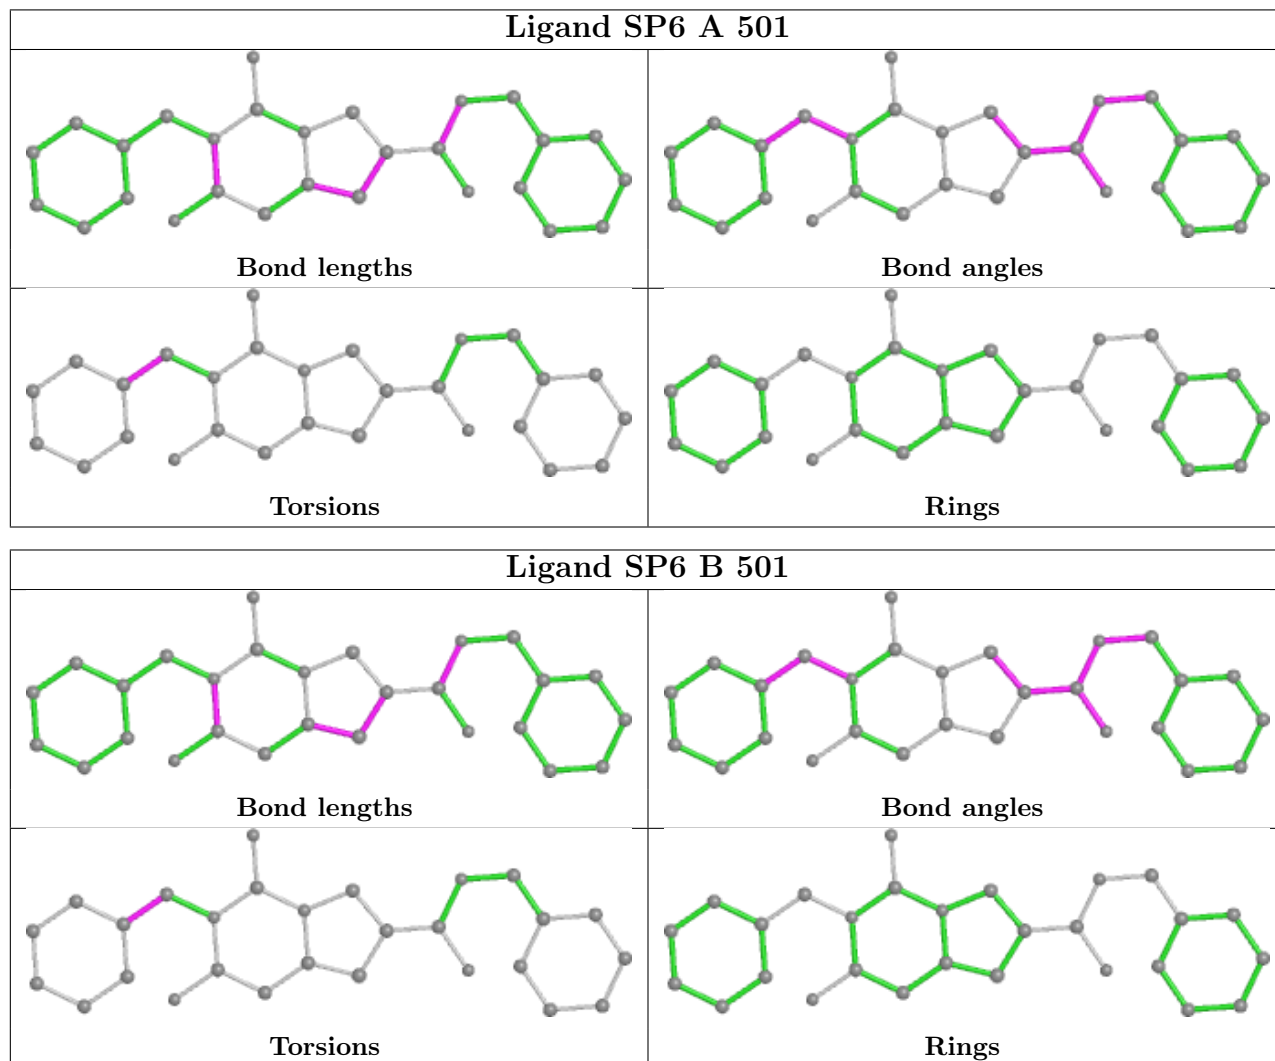 Ligand SP6 A 501
Bond lengths
Bond angles
Torsions
Rings
Ligand SP6 B 501
Bond lengths
Bond angles
Torsions
Rings